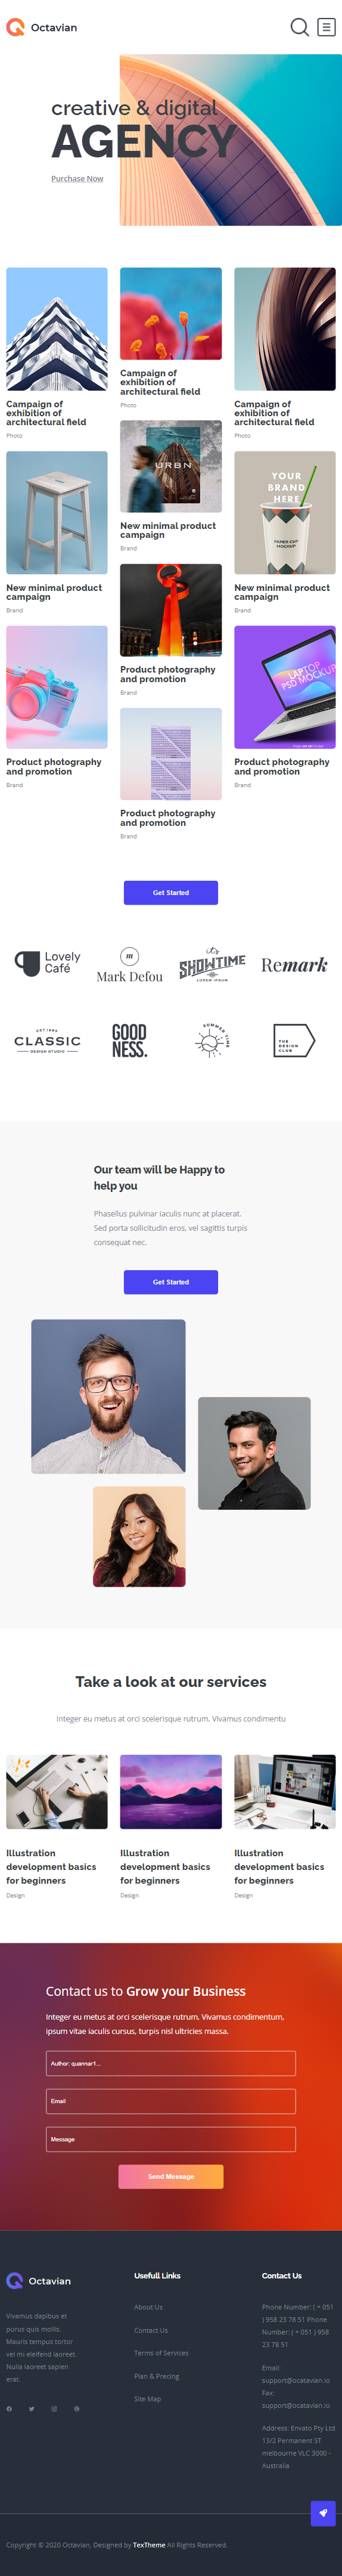 Octavian
creative & digital
AGENCY
Purchase Now
Campaign of
exhibition of
architectural field
Photo
New minimal product
campaign
Brand
Product photography
and promotion
Brand
Campaign of
exhibition of
architectural field
Photo
URBN
New minimal product
campaign
Brand
Product photography
and promotion
Brand
Product photography
and promotion
Brand
Campaign of
exhibition of
architectural field
Photo
YOUR
BRAND
HERE
PAPER CUP
MOCKUP
New minimal product
campaign
Brand
LAPTOP
PSD MOCKUP
Product photography
and promotion
Brand
Get Started
Lovely
Café
m
Mark Defou
it's
SHOWTIME
LOREM IPSUM
Remark
EST 1995
CLASSIC
DESIGN STUDIO
GOOD
NESS.
SUMMER TIME
THE
DESIGN
CLUB
Our team will be Happy to
help you
Phasellus pulvinar iaculis nunc at placerat.
Sed porta sollicitudin eros, vel sagittis turpis
consequat nec.
Get Started
Take a look at our services
Integer eu metus at orci scelerisque rutrum. Vivamus condimentu
Illustration
development basics
for beginners
Design
Illustration
development basics
for beginners
Design
Illustration
development basics
for beginners
Design
Contact us to Grow your Business
Integer eu metus at orci scelerisque rutrum. Vivamus condimentum,
ipsum vitae iaculis cursus, turpis nisl ultricies massa.
Author: quannar1...
Email
Message
Send Message
Octavian
Vivamus dapibus et
purus quis mollis.
Mauris tempus tortor
vel mi eleifend laoreet.
Nulla laoreet sapien
erat.
Usefull Links
About Us
Contact Us
Terms of Services
Plan & Precing
Site Map
Contact Us
Phone Number: ( + 051
) 958 23 78 51 Phone
Number: ( + 051 ) 958
23 78 51
Email:
support@ocatavian.io
Fax:
support@ocatavian.io
Address: Envato Pty Ltd
13/2 Permanent ST
melbourne VLC 3000 -
Australia
Copyright © 2020 Octavian, Designed by TexTheme All Rights Reserved.